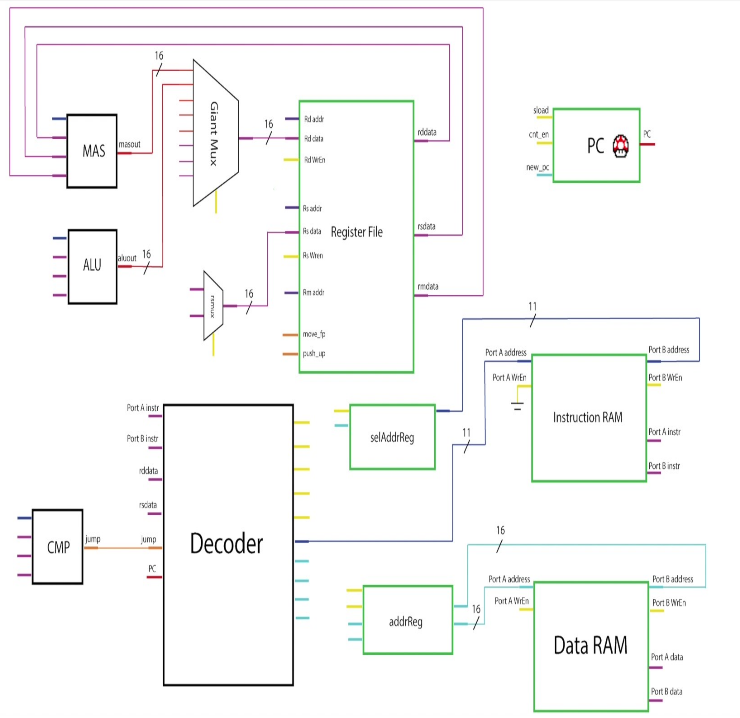 16
MAS
masout
Giant Mux
16
ALU
aluout
16
rsmux
16
Rd addr
Rd data
Rd WrEn
Rs addr
Rs data
Rs Wren
Rm addr
move_fp
push_up
Register File
rddata
rsdata
rmdata
sload
cnt_en
new_pc
PC
PC
11
Port A address
Port A WrEn
Port B address
Port B WrEn
Instruction RAM
Port A instr
Port B instr
selAddrReg
11
Port A instr
Port B instr
rddata
rsdata
jump
PC
Decoder
CMP
jump
16
addrReg
16
Port A address
Port A WrEn
Port B address
Port B WrEn
Data RAM
Port A data
Port B data